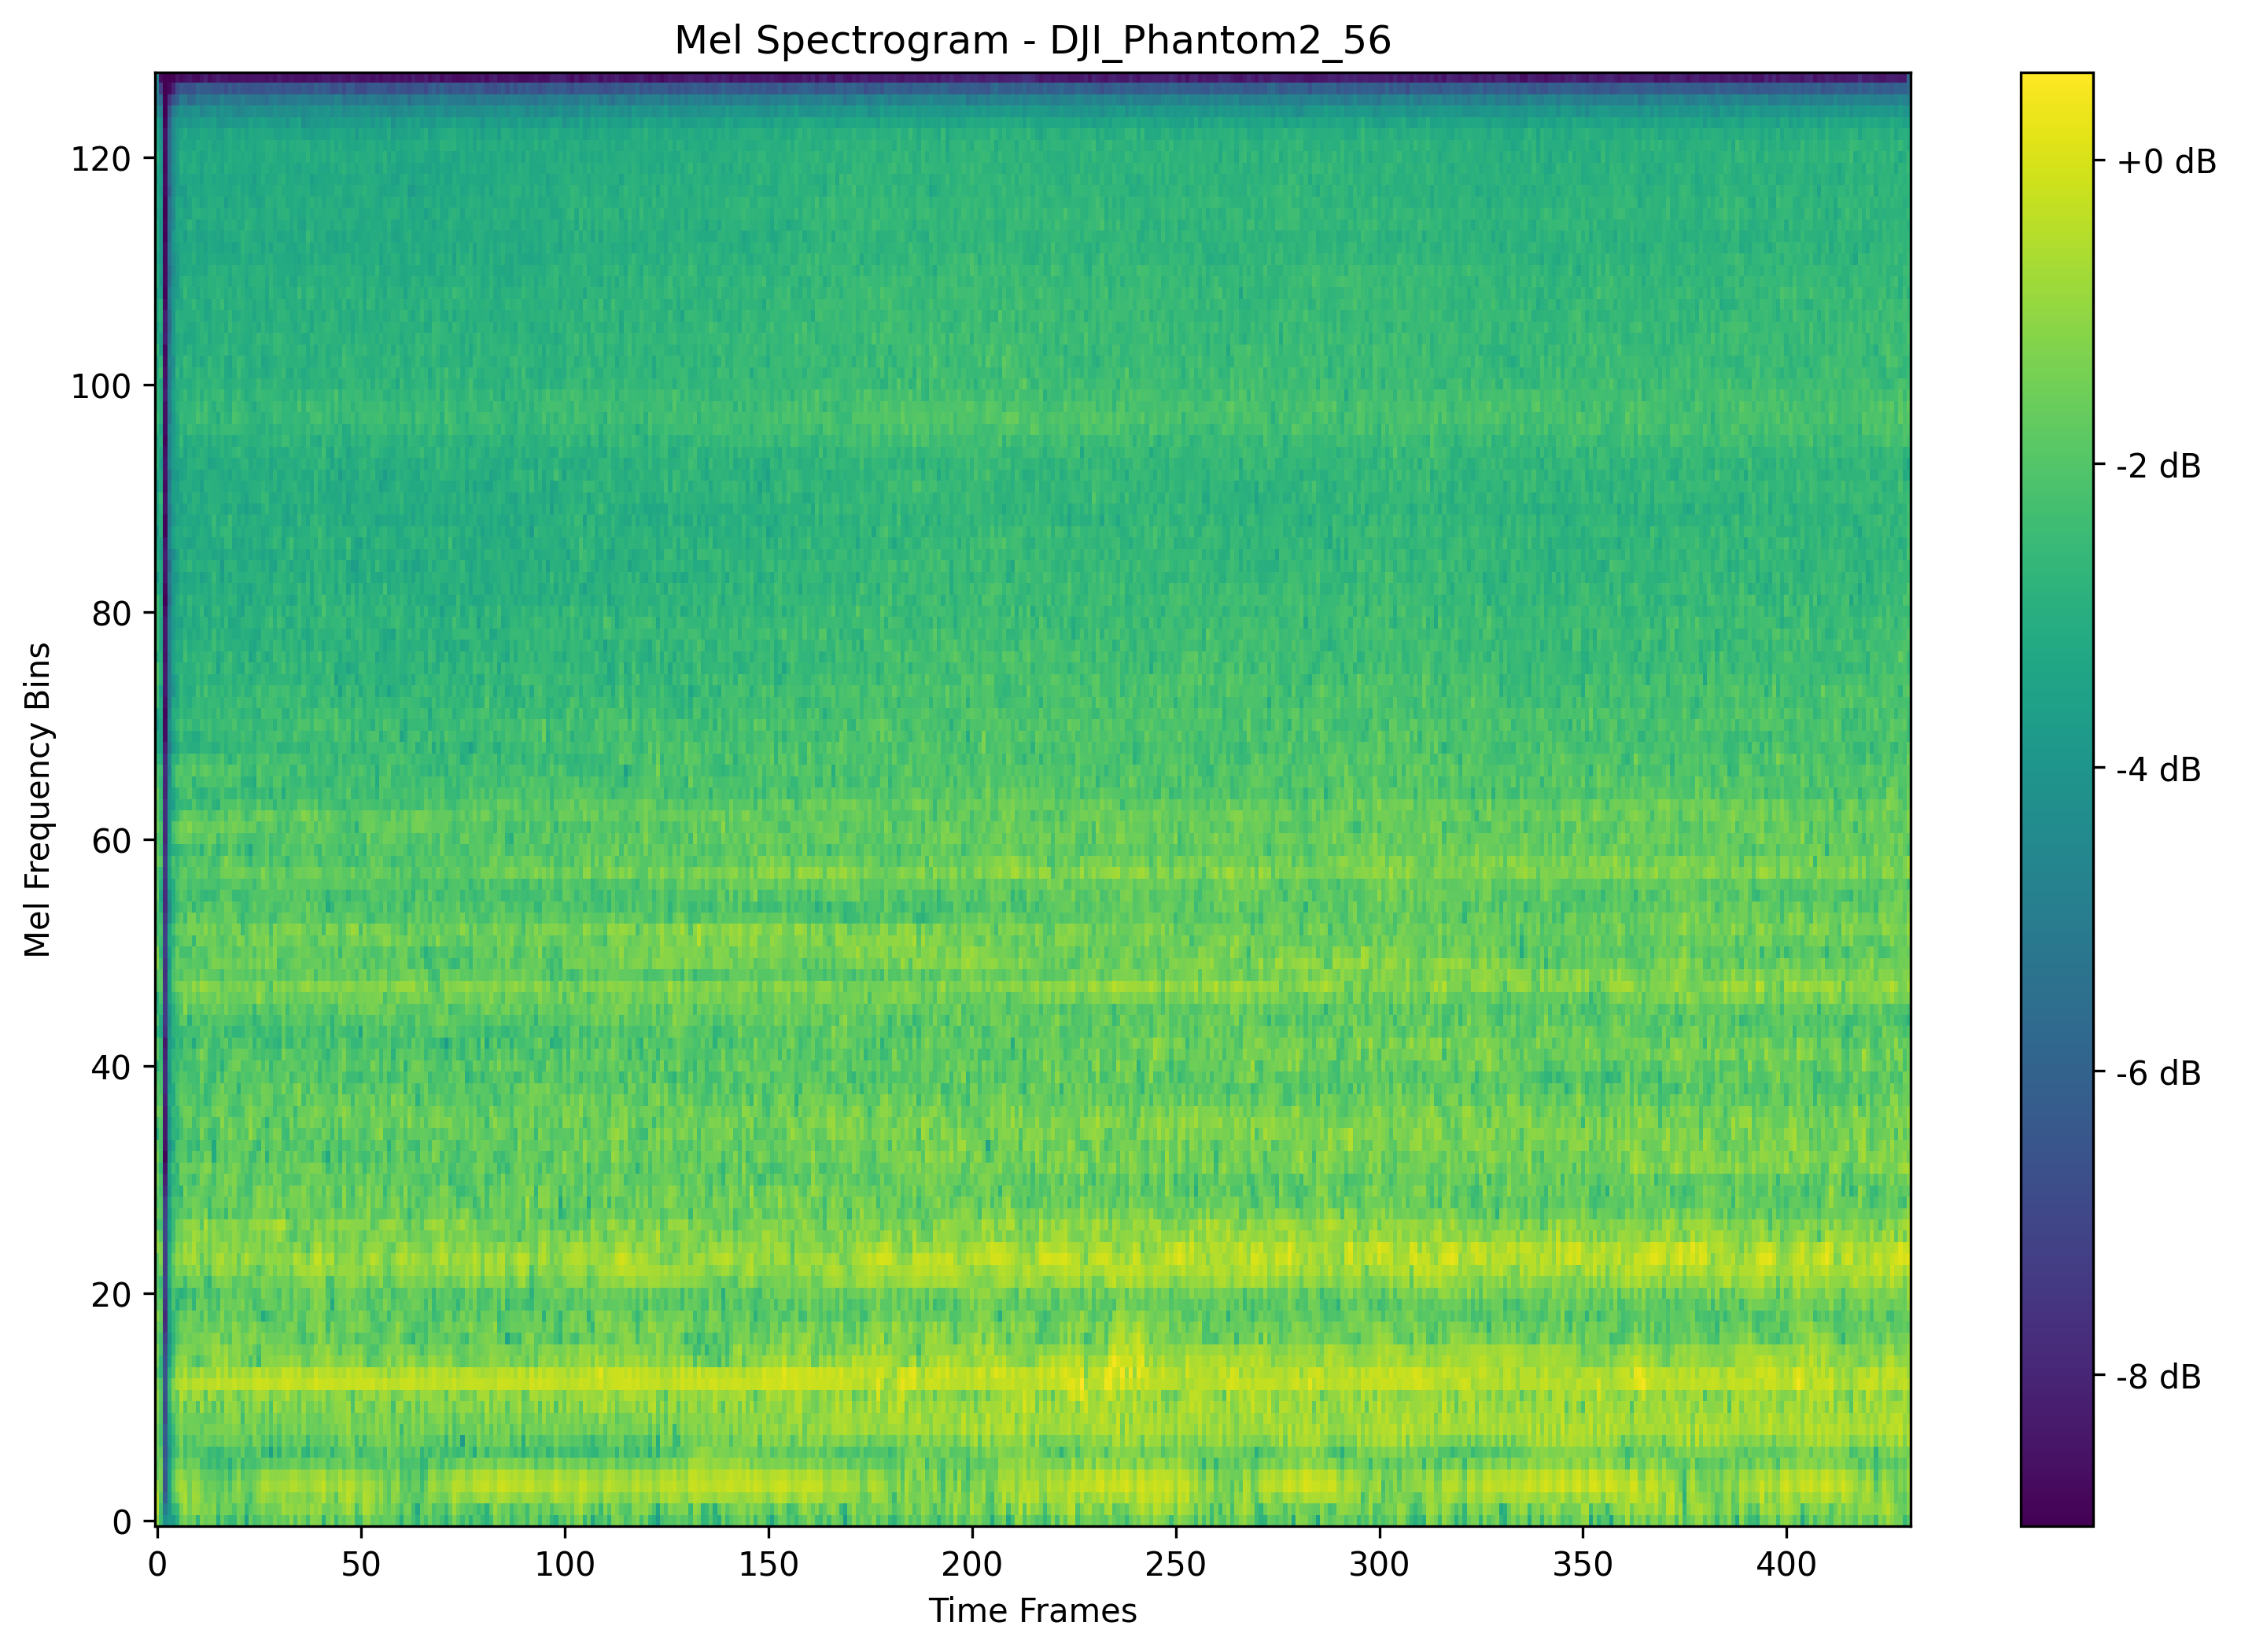 Mel Spectrogram - DJI_Phantom2_56
Mel Frequency Bins
120
100
80
60
40
20
0
0 50 100 150 200 250 300 350 400
Time Frames
+0 dB
-2 dB
-4 dB
-6 dB
-8 dB